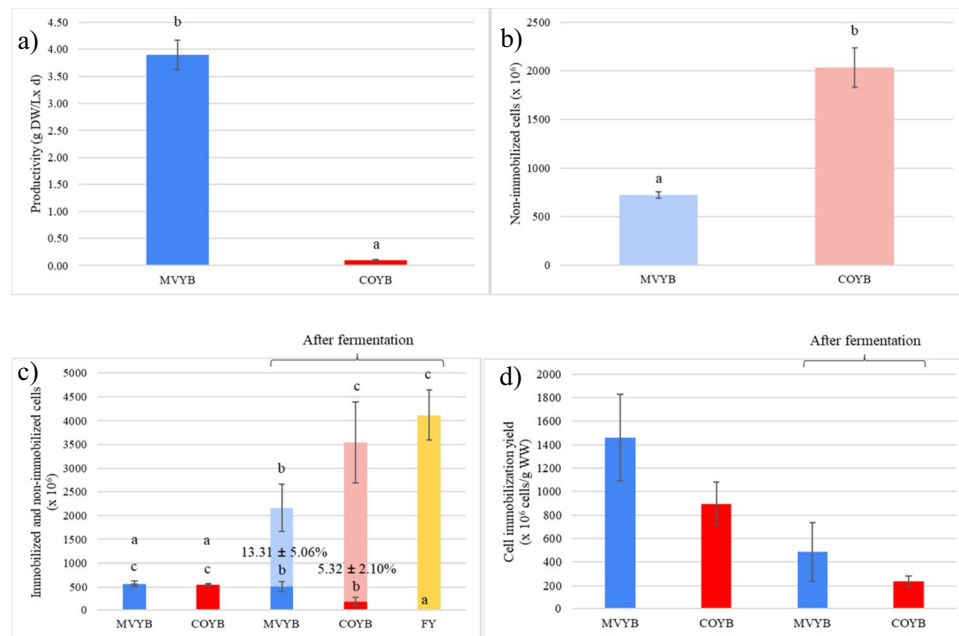 a)
b
4.50
4.00
3.50
3.00
2.50
2.00
1.50
1.00
0.50
0.00
Productivity (g DW/Lx d)
a
MVYB COYB
b)
b
2500
2000
1500
1000
500
0
Non-immobilized cells (x 10⁶)
a
MVYB COYB
After fermentation
c)
5000
4500
4000
3500
3000
2500
2000
1500
1000
500
0
Immobilized and non-immobilized cells
(x 10⁶)
c c
b
a a
13.31 ± 5.06%
c c b
5.32 ± 2.10%
b
a
MVYB COYB MVYB COYB FY
After fermentation
d)
2000
1800
1600
1400
1200
1000
800
600
400
200
0
Cell immobilization yield
(x 10⁶ cells/g WW)
MVYB COYB MVYB COYB